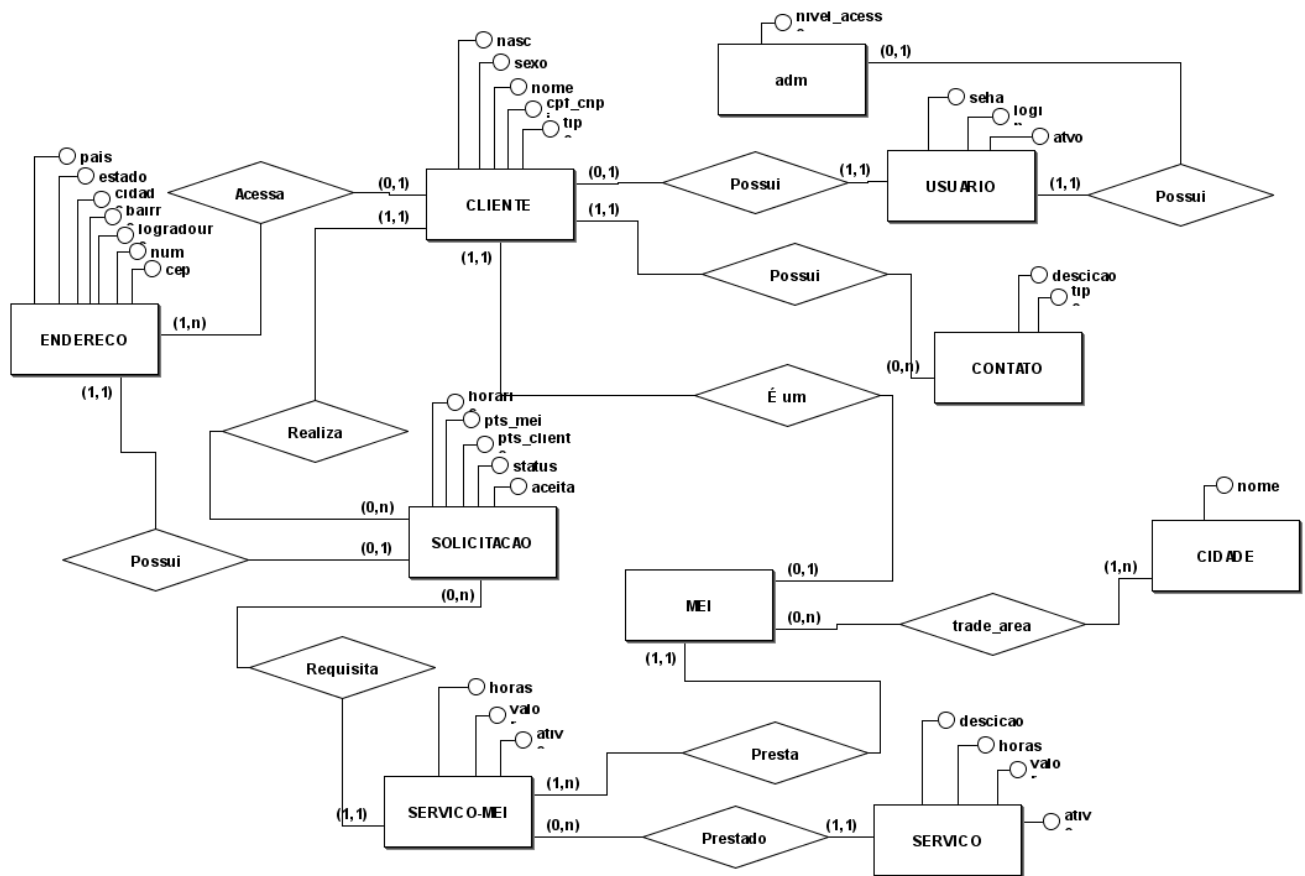 nivel_acess
nasc
(0,1)
sexo
adm
nome
cpf_cnp
seha
tip
logi
atvo
pais
estado
cidad
bairr
logradour
num
cep
Acessa
(0,1)
CLIENTE
(0,1)
Possui
(1,1)
USUARIO
(1,1)
Possui
(1,1)
(1,1)
(1,1)
Possui
descicao
tip
ENDERECO
(1,n)
(1,1)
(0,n)
CONTATO
É um
horari
pts_mei
pts_client
status
aceita
Realiza
nome
(0,n)
SOLICITACAO
CIDADE
Possui
(0,1)
(0,n)
(0,1)
MEI
(0,n)
trade_area
(1,n)
Requisita
(1,1)
horas
valo
ativ
descicao
horas
valo
ativ
Presta
(1,n)
(1,1)
SERVICO-MEI
(0,n)
Prestado
(1,1)
SERVICO